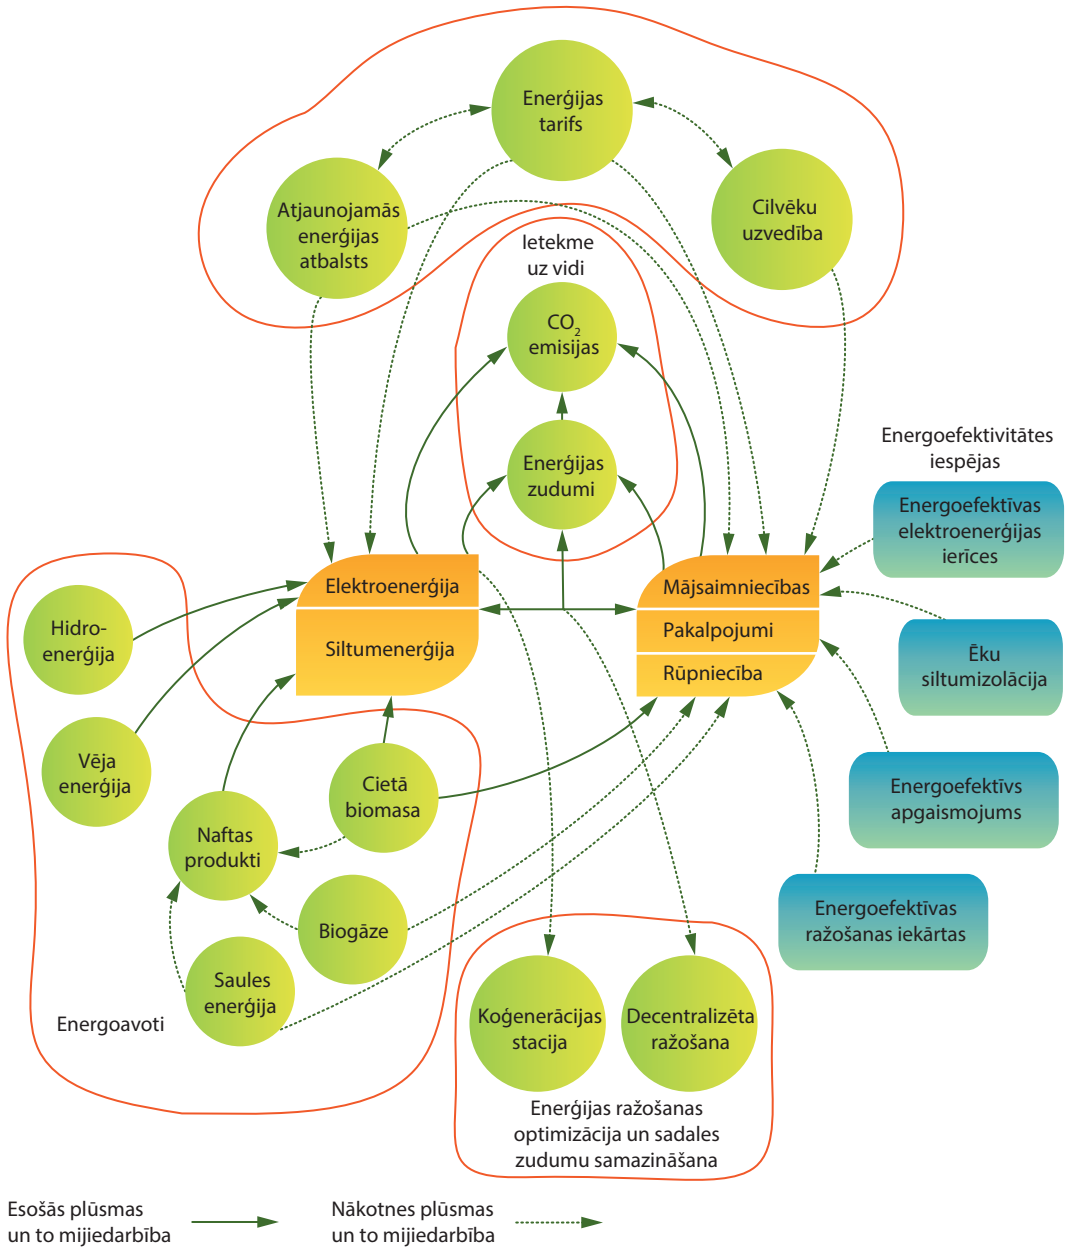 Enerģijas
tarifs
Atjaunojamās
enerģijas
atbalsts
Cilvēku
uzvedība
Ietekme
uz vidi
CO2
emisijas
Enerģijas
zudumi
Energoefektivitātes
iespējas
Energoefektīvas
elektroenerģijas
ierīces
Elektroenerģija
Siltumenerģija
Mājsaimniecības
Pakalpojumi
Rūpniecība
Hidro-
enerģija
Ēku
siltumizolācija
Vēja
enerģija
Cietā
biomasa
Energoefektīvs
apgaismojums
Naftas
produkti
Biogāze
Energoefektīvas
ražošanas iekārtas
Saules
enerģija
Energoavoti
Koģenerācijas
stacija
Decentralizēta
ražošana
Enerģijas ražošanas
optimizācija un sadales
zudumu samazināšana
Esošās plūsmas
un to mijiedarbība
Nākotnes plūsmas
un to mijiedarbība